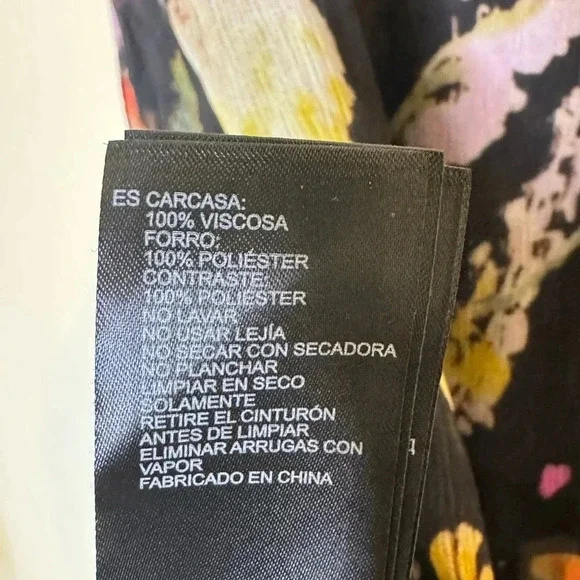 ES CARCASA:
100% VISCOSA
FORRO:
100% POLIÉSTER
CONTRASTE:
100% POLIÉSTER
NO LAVAR
NO USAR LEJÍA
NO SECAR CON SECADORA
NO PLANCHAR
LIMPIAR EN SECO
SOLAMENTE
RETIRE EL CINTURÓN
ANTES DE LIMPIAR
ELIMINAR ARRUGAS CON
VAPOR
FABRICADO EN CHINA